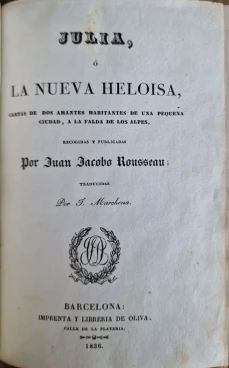 JULIA,
Ó
LA NUEVA HELOISA,
CARTAS DE DOS AMANTES HABITANTES DE UNA PEQUEÑA
CIUDAD, A LA FALDA DE LOS ALPES,
RECOGIDAS Y PUBLICADAS
Por Juan Jacobo Rousseau:
TRADUCIDAS
Por J. Marchena.
BARCELONA:
IMPRENTA Y LIBRERIA DE OLIVA,
CALLE DE LA PLATERIA;
1836.